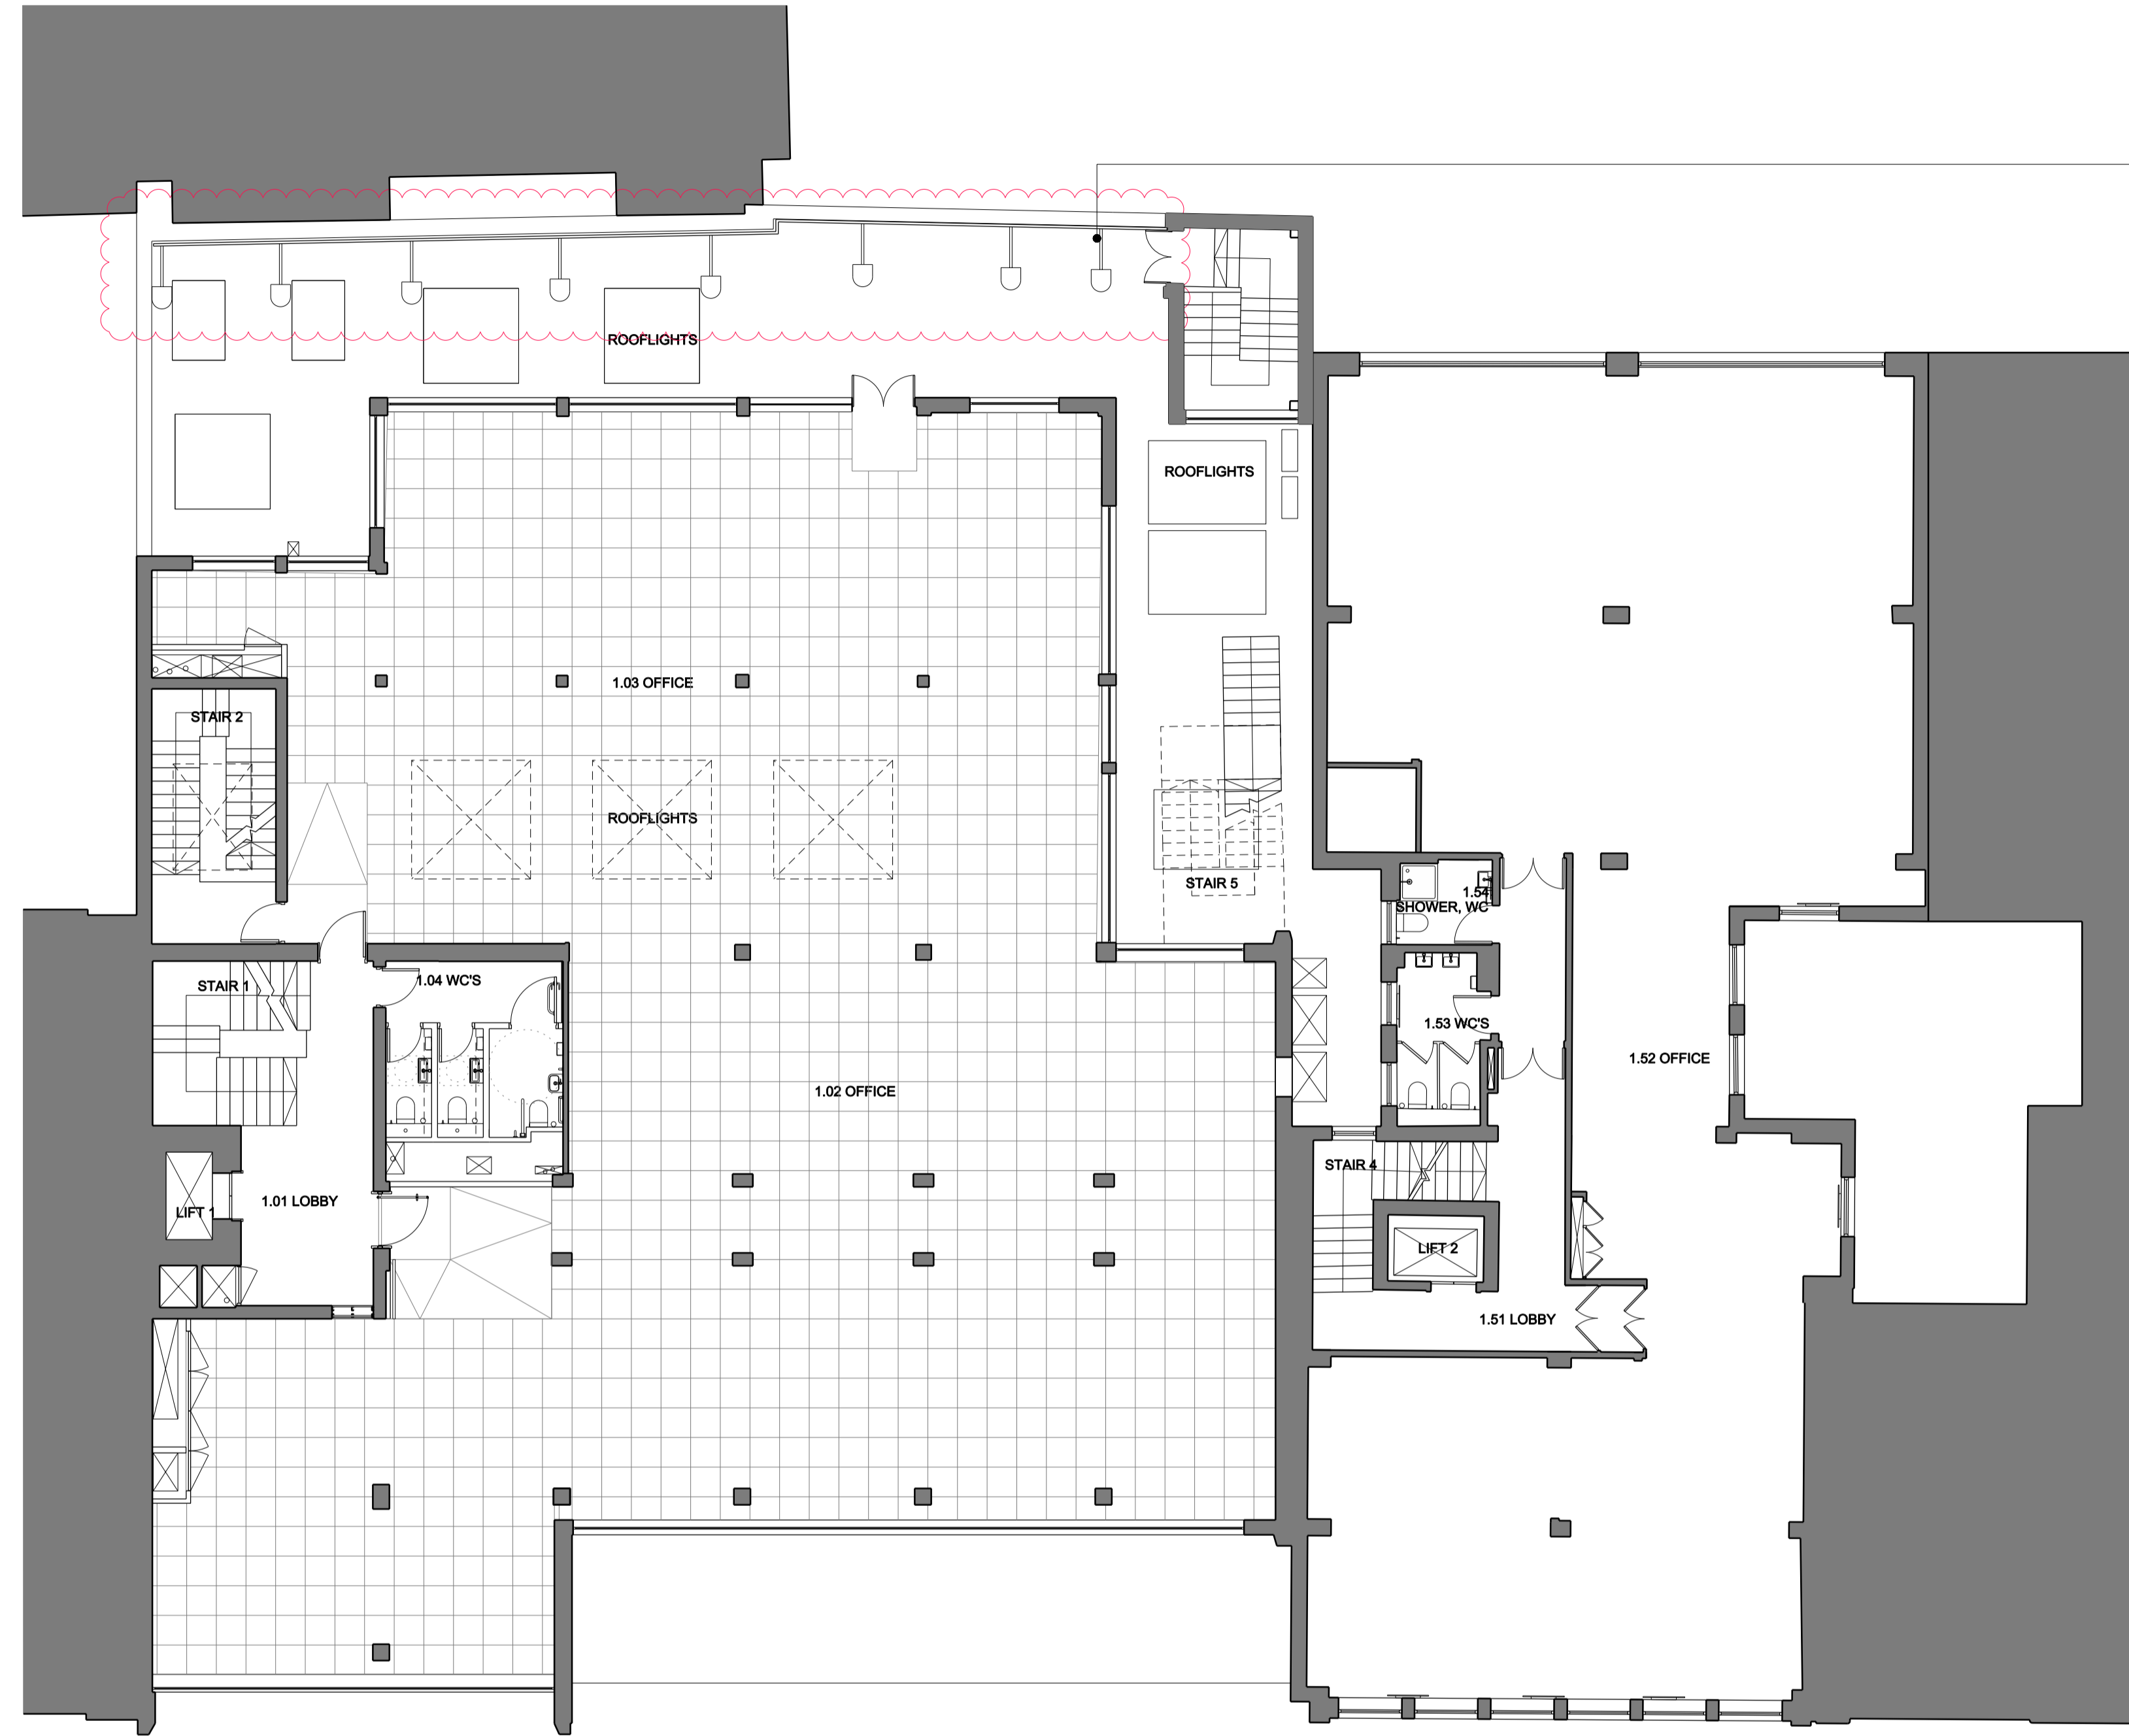 ROOFLIGHTS
ROOFLIGHTS
1.03 OFFICE
STAIR 2
ROOFLIGHTS
STAIR 5
1.54
SHOWER, WC
STAIR 1
1.04 WC'S
1.53 WC'S
1.52 OFFICE
1.02 OFFICE
STAIR 4
1.01 LOBBY
LIFT 1
LIFT 2
1.51 LOBBY